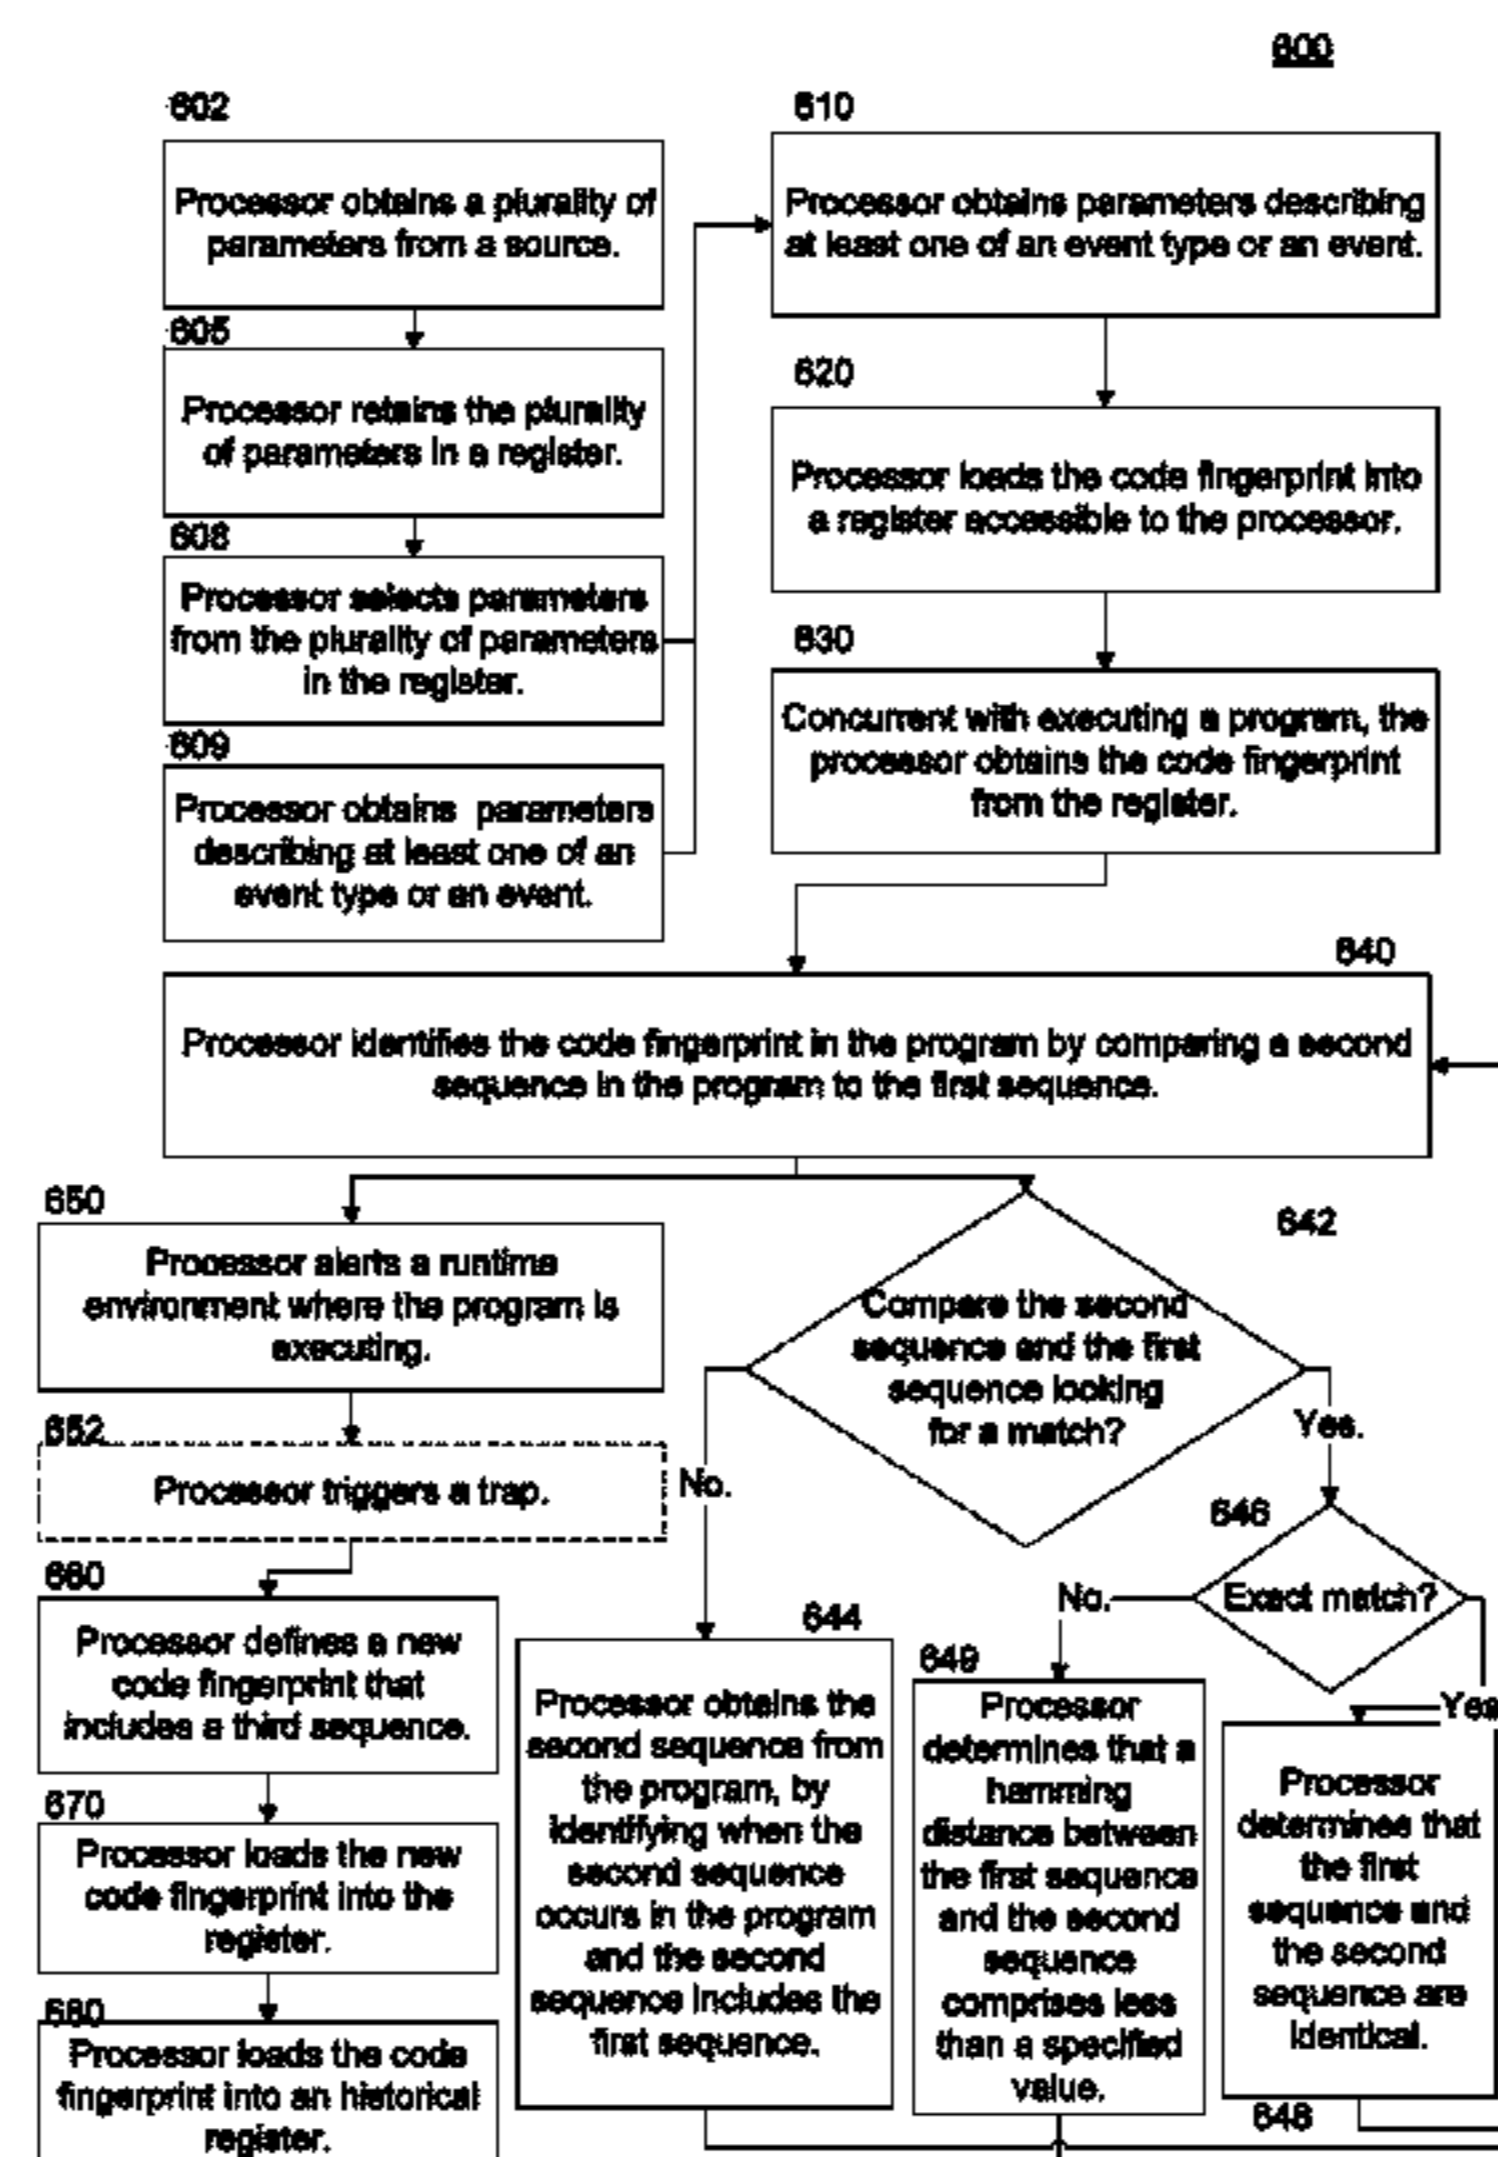 600
602
Processor obtains a plurality of
parameters from a source.
605
Processor retains the plurality
of parameters in a register.
608
Processor selects parameters
from the plurality of parameters
in the register.
609
Processor obtains parameters
describing at least one of an
event type or an event.
610
Processor obtains parameters describing
at least one of an event type or an event.
620
Processor loads the code fingerprint into
a register accessible to the processor.
630
Concurrent with executing a program, the
processor obtains the code fingerprint
from the register.
640
Processor identifies the code fingerprint in the program by comparing a second
sequence in the program to the first sequence.
650
Processor alerts a runtime
environment where the program is
executing.
652
Processor triggers a trap.
660
Processor defines a new
code fingerprint that
includes a third sequence.
670
Processor loads the new
code fingerprint into the
register.
680
Processor loads the code
fingerprint into an historical
register.
642
Compare the second
sequence and the first
sequence looking
for a match?
No.
Yes.
644
Processor obtains the
second sequence from
the program, by
identifying when the
second sequence
occurs in the program
and the second
sequence includes the
first sequence.
646
Exact match?
No.
Yes
649
Processor
determines that a
hamming
distance between
the first sequence
and the second
sequence
comprises less
than a specified
value.
Processor
determines that
the first
sequence and
the second
sequence are
identical.
648